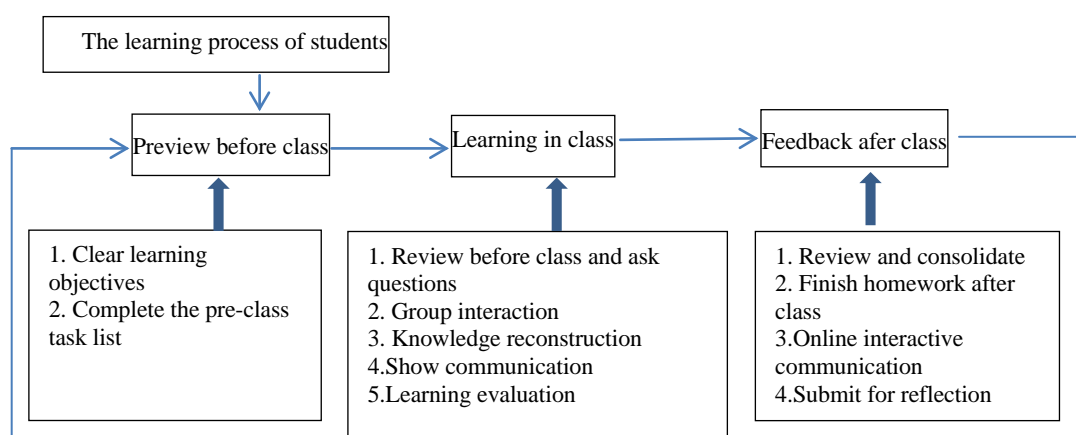 The learning process of students
Preview before class
Learning in class
Feedback afer class
1. Clear learning
objectives
2. Complete the pre-class
task list
1. Review before class and ask
questions
2. Group interaction
3. Knowledge reconstruction
4.Show communication
5.Learning evaluation
1. Review and consolidate
2. Finish homework after
class
3.Online interactive
communication
4.Submit for reflection